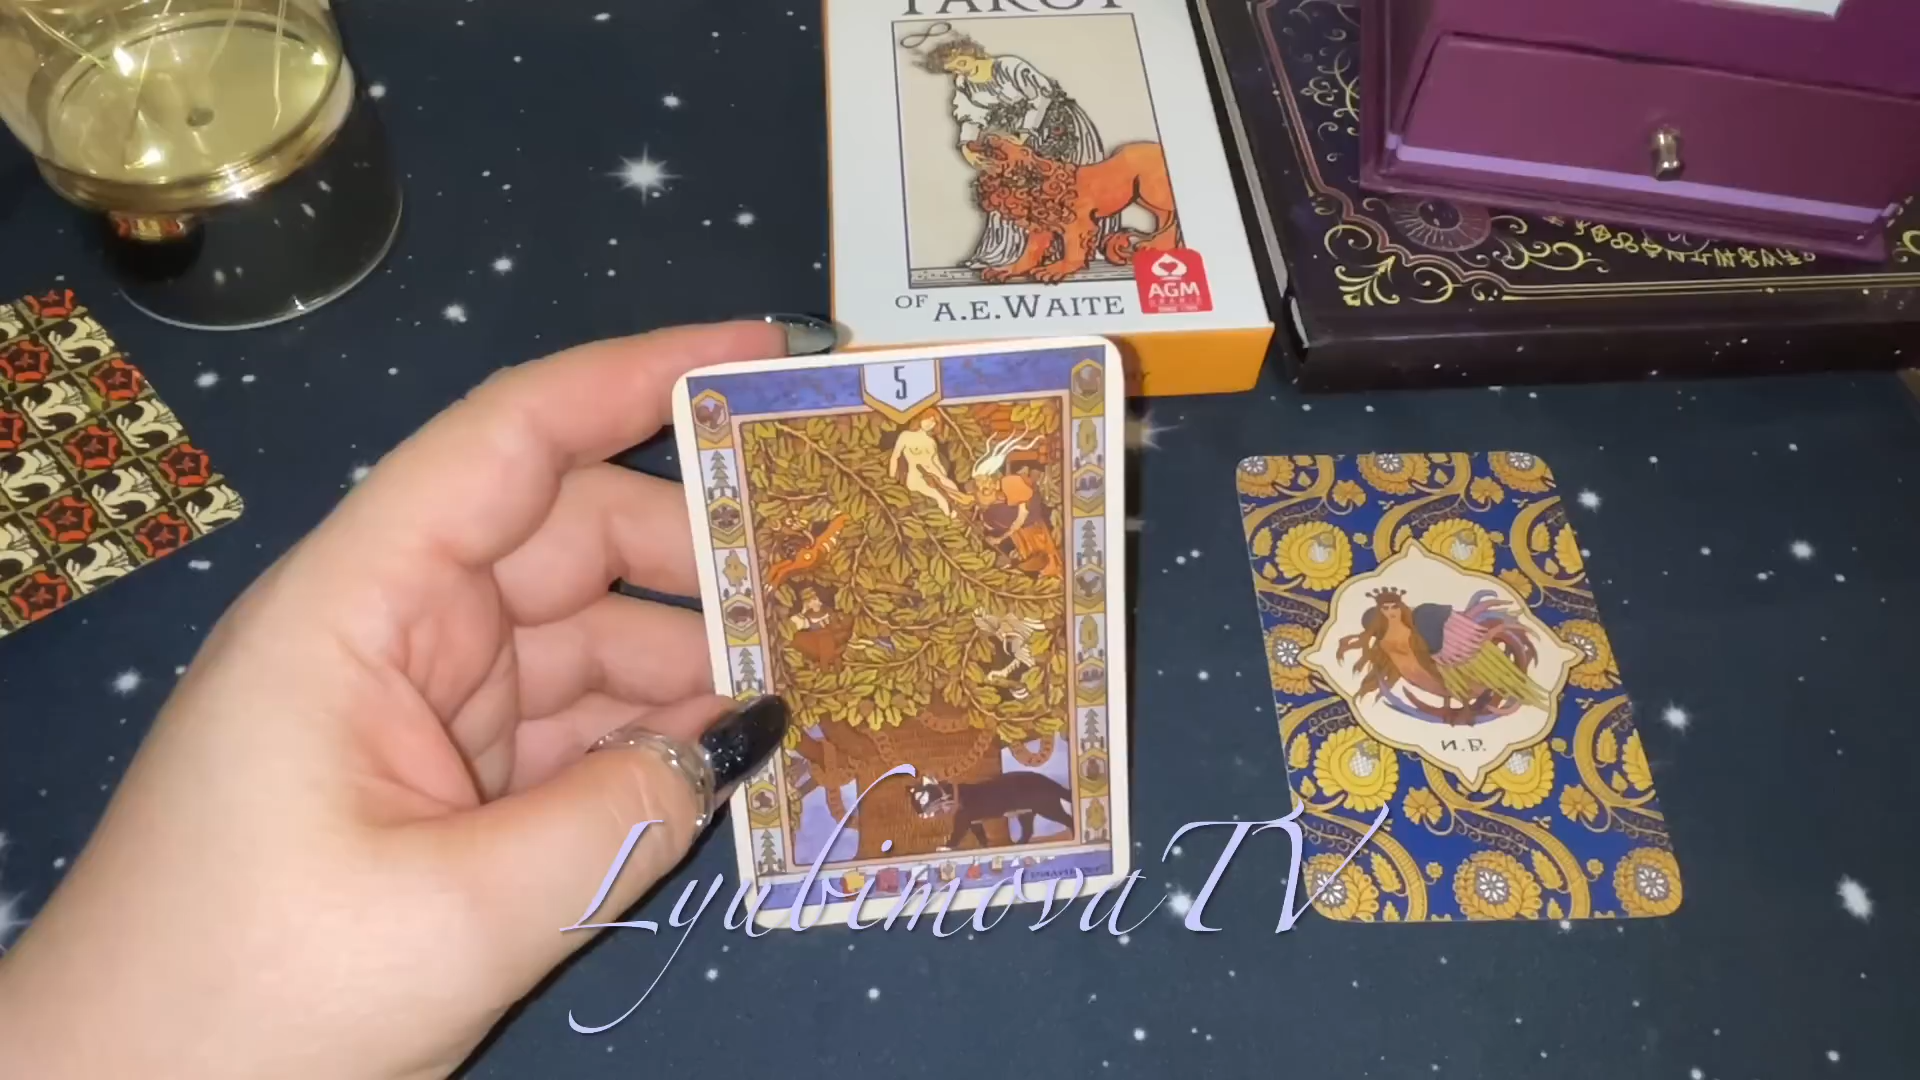 TAROT
OF A.E. WAITE
AGM
5
И.Б.
LyubimovaTV